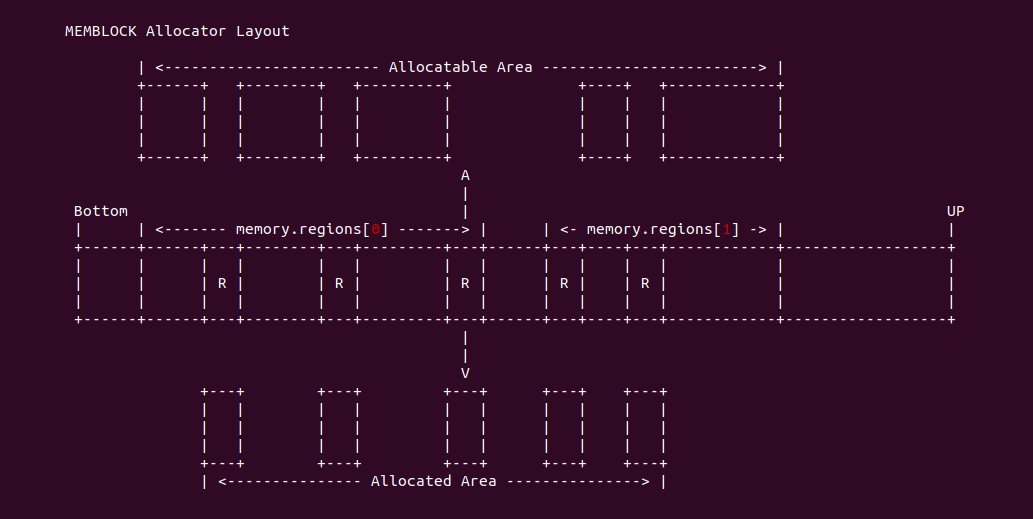 MEMBLOCK Allocator Layout
| <------------------------ Allocatable Area ------------------------> |
+------+   +--------+   +---------+              +----+   +------------+
|      |   |        |   |         |              |    |   |            |
|      |   |        |   |         |              |    |   |            |
|      |   |        |   |         |              |    |   |            |
+------+   +--------+   +---------+              +----+   +------------+
A
|
Bottom                                     |                                                     UP
|      | <------- memory.regions[0] -------> |      | <- memory.regions[1] -> |                  |
+------+------+---+--------+---+---------+---+------+---+----+---+------------+------------------+
|      |      |   |        |   |         |   |      |   |    |   |            |                  |
|      |      | R |        | R |         | R |      | R |    | R |            |                  |
|      |      |   |        |   |         |   |      |   |    |   |            |                  |
+------+------+---+--------+---+---------+---+------+---+----+---+------------+------------------+
|
|
V
+---+        +---+         +---+      +---+    +---+
|   |        |   |         |   |      |   |    |   |
|   |        |   |         |   |      |   |    |   |
|   |        |   |         |   |      |   |    |   |
+---+        +---+         +---+      +---+    +---+
| <--------------- Allocated Area ---------------> |